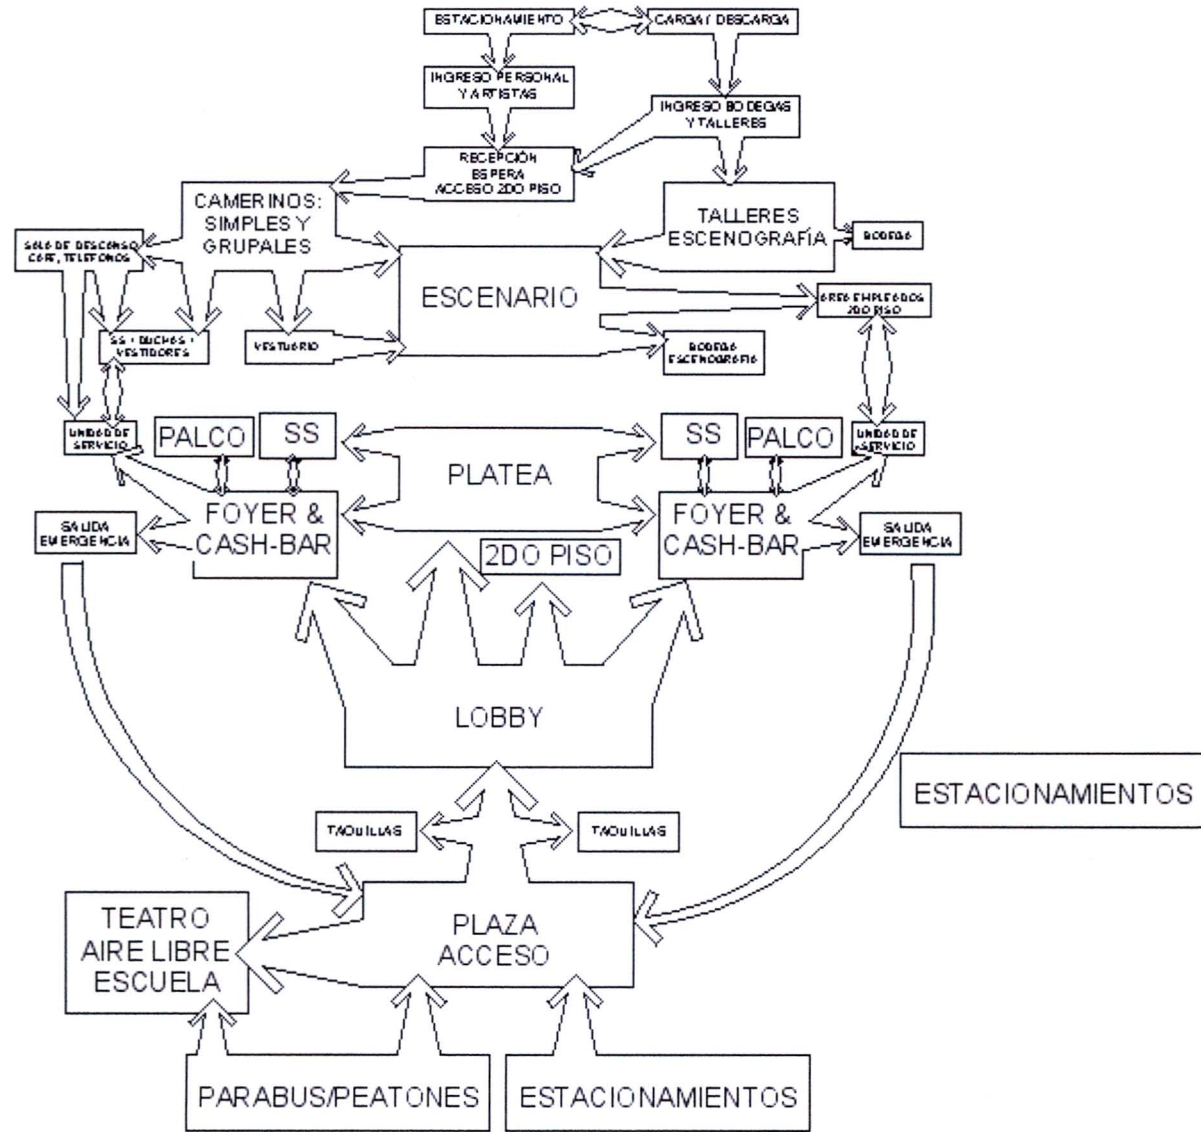 ESTACIONAMIENTO
CARGA Y DESCARGA
INGRESO PERSONAL
Y ARTISTAS
INGRESO BODEGAS
Y TALLERES
RECEPCIÓN
ESPERA
ACCESO 2DO PISO
CAMERINOS:
SIMPLES Y
GRUPALES
TALLERES
ESCENOGRAFÍA
BODEGA
SALA DE DESCANSO
CAFE, TELEFONOS
ESCENARIO
AREA EMPLEADOS
2DO PISO
SS + DUCHAS +
VESTIDORES
VESTUARIO
BODEGA
ESCENOGRAFIA
UNIDAD DE
SERVICIO
PALCO
SS
PLATEA
SS
PALCO
UNIDAD DE
SERVICIO
FOYER &
CASH-BAR
FOYER &
CASH-BAR
SALIDA
EMERGENCIA
SALIDA
EMERGENCIA
2DO PISO
LOBBY
ESTACIONAMIENTOS
TAQUILLAS
TAQUILLAS
TEATRO
AIRE LIBRE
ESCUELA
PLAZA
ACCESO
PARABUS/PEATONES
ESTACIONAMIENTOS